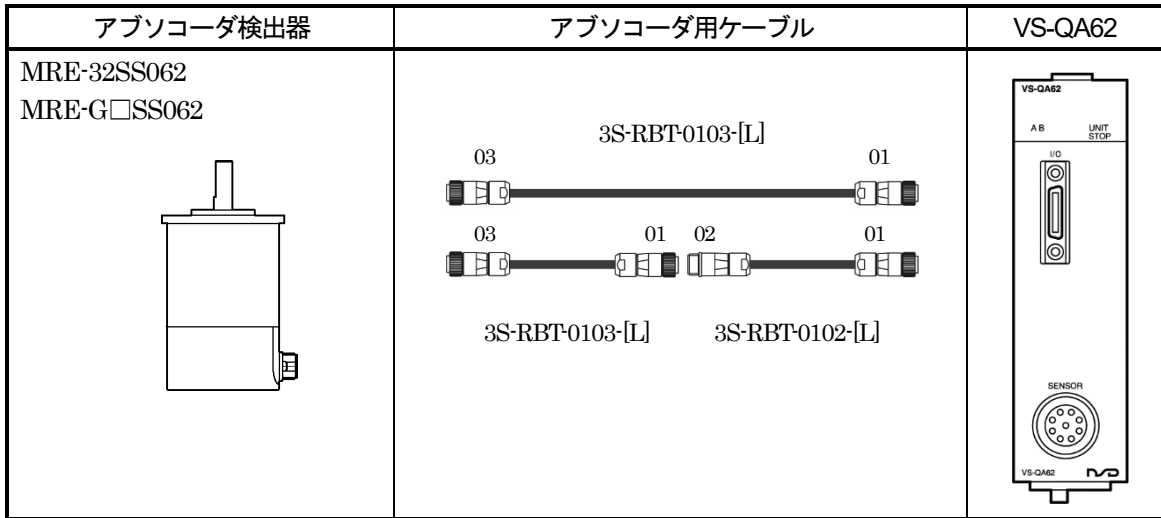 アブソコーダ検出器
アブソコーダ用ケーブル
VS-QA62
MRE-32SS062
MRE-G□SS062
3S-RBT-0103-[L]
03 01
03 01 02 01
3S-RBT-0103-[L] 3S-RBT-0102-[L]
VS-QA62
A B UNIT
STOP
I/O
SENSOR
VS-QA62 NSD